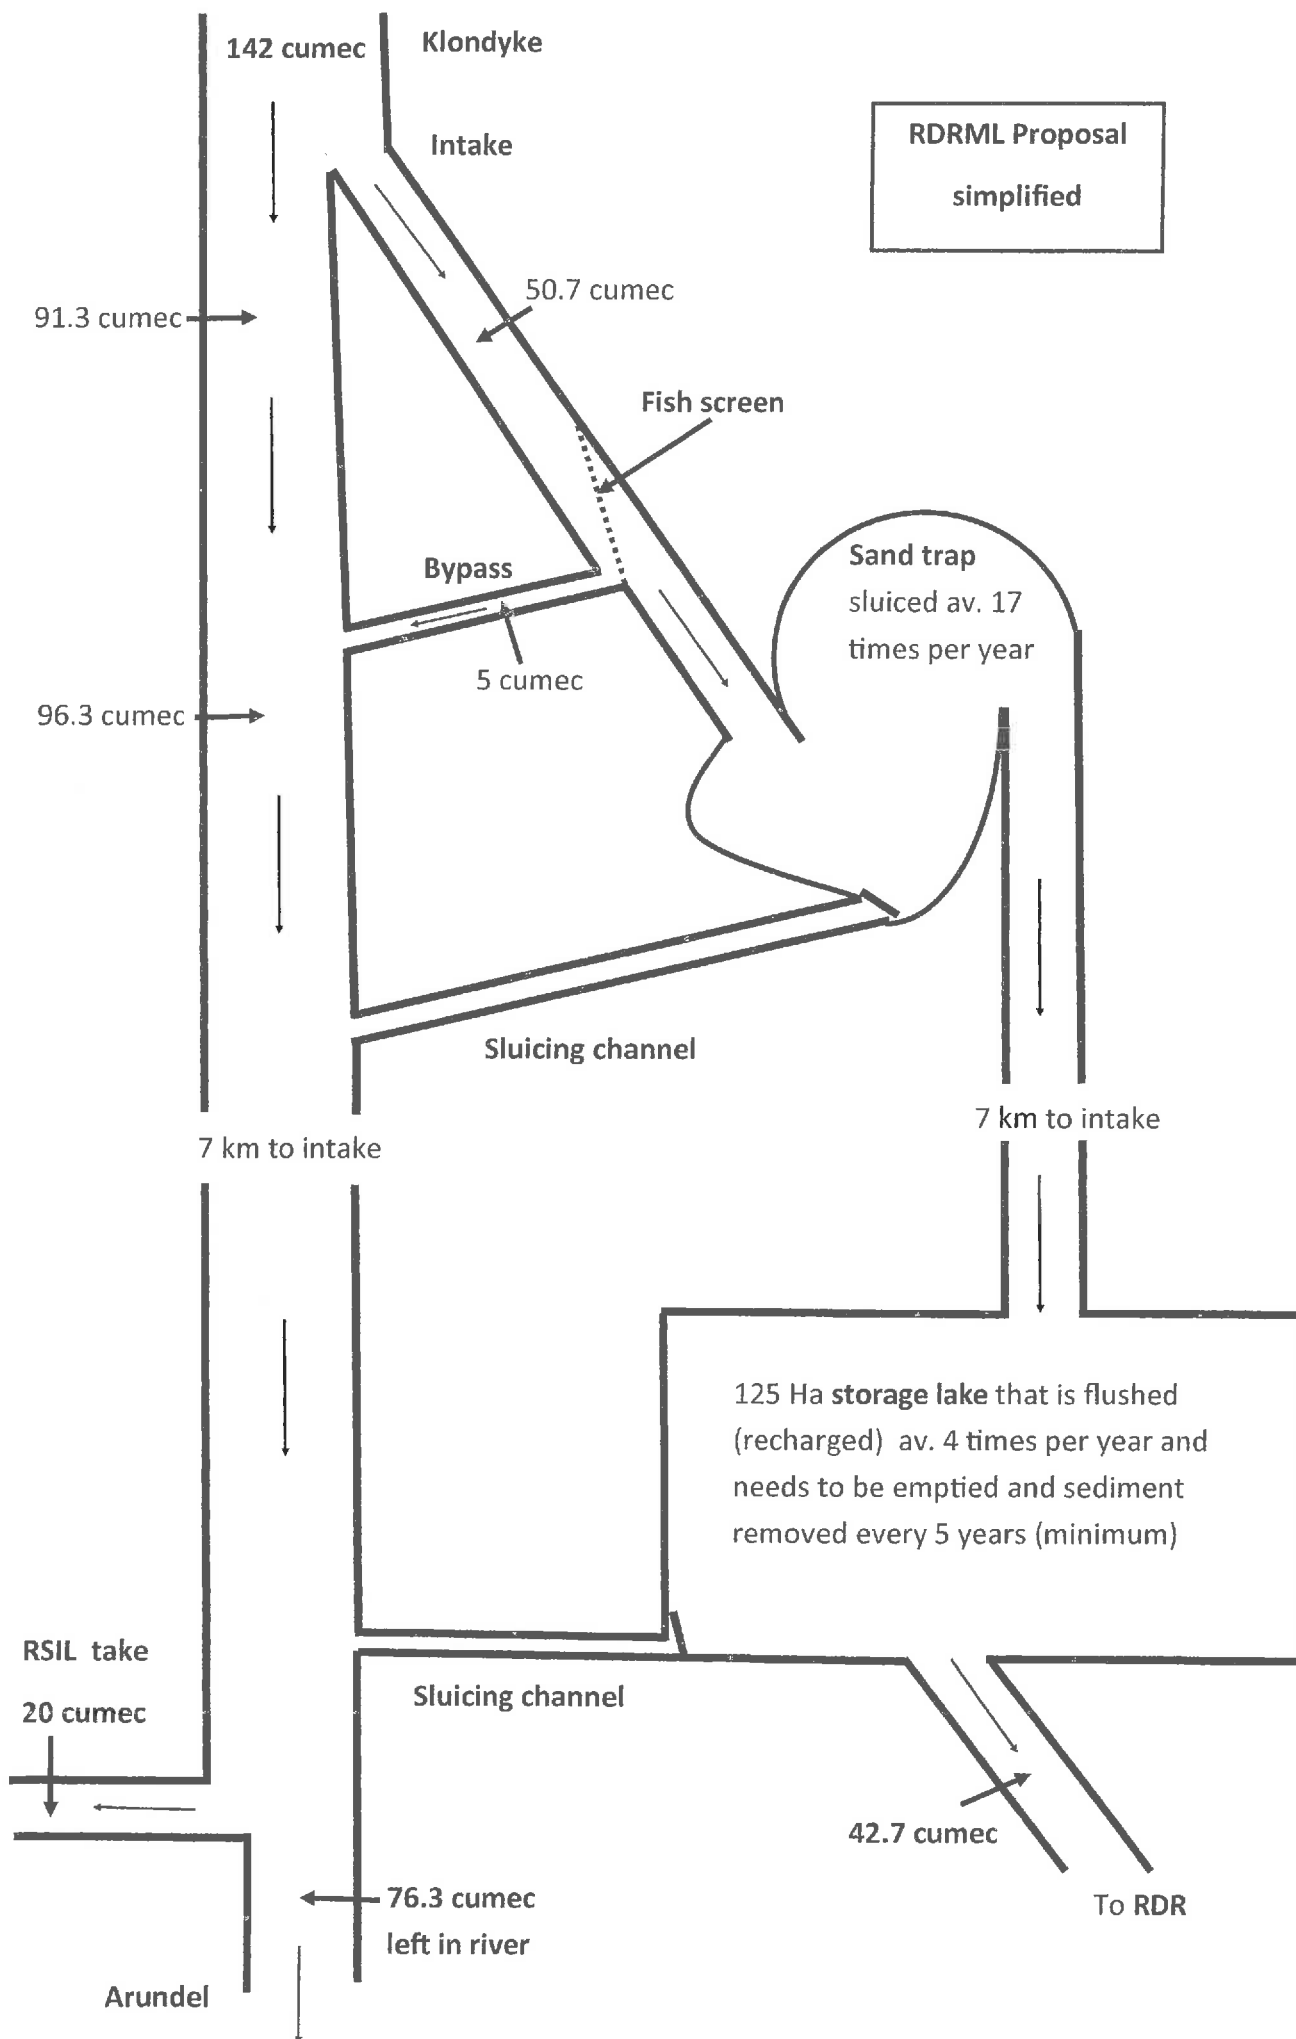 142 cumec
Klondyke
RDRML Proposal
simplified
Intake
50.7 cumec
91.3 cumec
Fish screen
Sand trap
sluiced av. 17
times per year
Bypass
5 cumec
96.3 cumec
Sluicing channel
7 km to intake
7 km to intake
125 Ha storage lake that is flushed
(recharged) av. 4 times per year and
needs to be emptied and sediment
removed every 5 years (minimum)
RSIL take
20 cumec
Sluicing channel
42.7 cumec
76.3 cumec
left in river
To RDR
Arundel